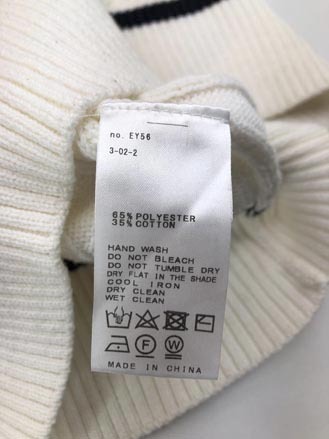 no. EY56
3-02-2
65% POLYESTER
35% COTTON
HAND WASH
DO NOT BLEACH
DO NOT TUMBLE DRY
DRY FLAT IN THE SHADE
COOL IRON
DRY CLEAN
WET CLEAN
F W
MADE IN CHINA